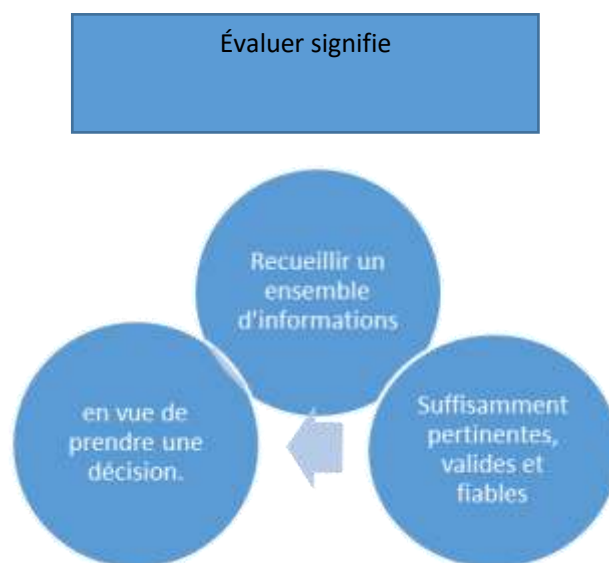 Évaluer signifie
Recueillir un
ensemble
d'informations
Suffisamment
pertinentes,
valides et
fiables
en vue de
prendre une
décision.